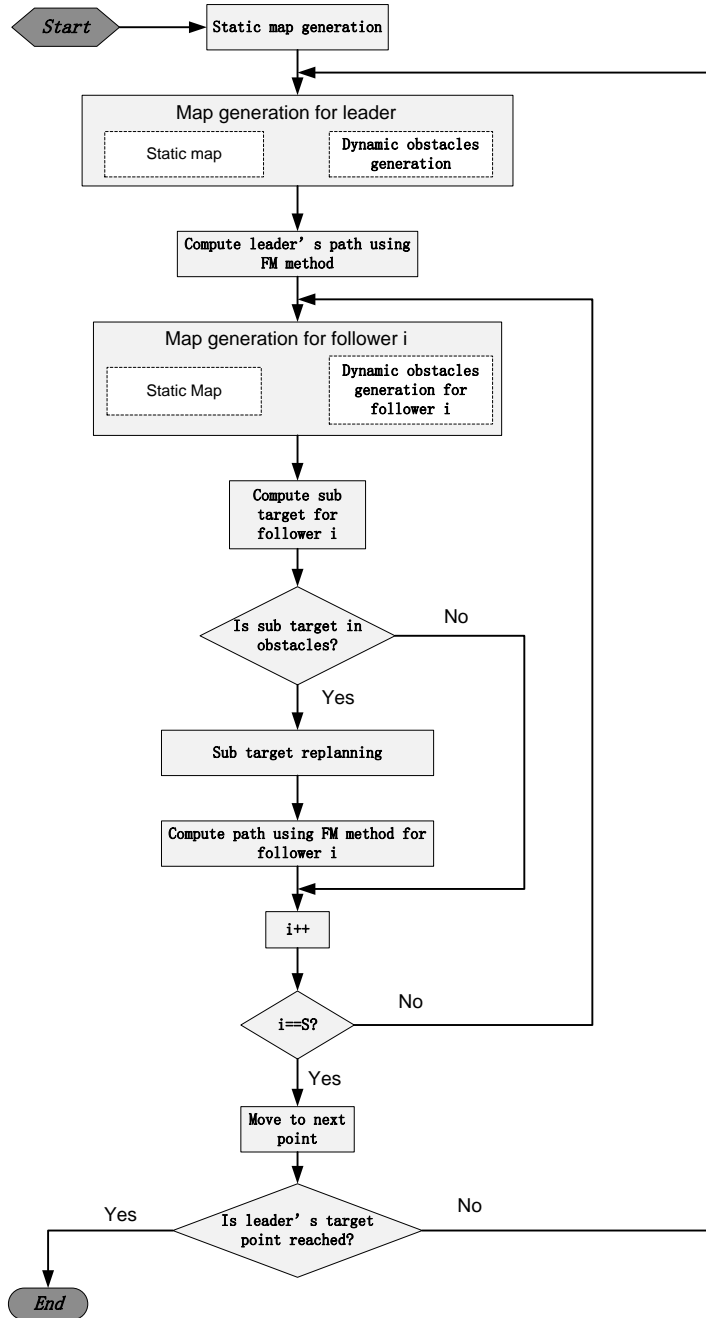 Start
Static map generation
Map generation for leader
Static map
Dynamic obstacles
generation
Compute leader’s path using
FM method
Map generation for follower i
Static Map
Dynamic obstacles
generation for
follower i
Compute sub
target for
follower i
Is sub target in
obstacles?
No
Yes
Sub target replanning
Compute path using FM method for
follower i
i++
i==S?
No
Yes
Move to next
point
Is leader’s target
point reached?
Yes
No
End